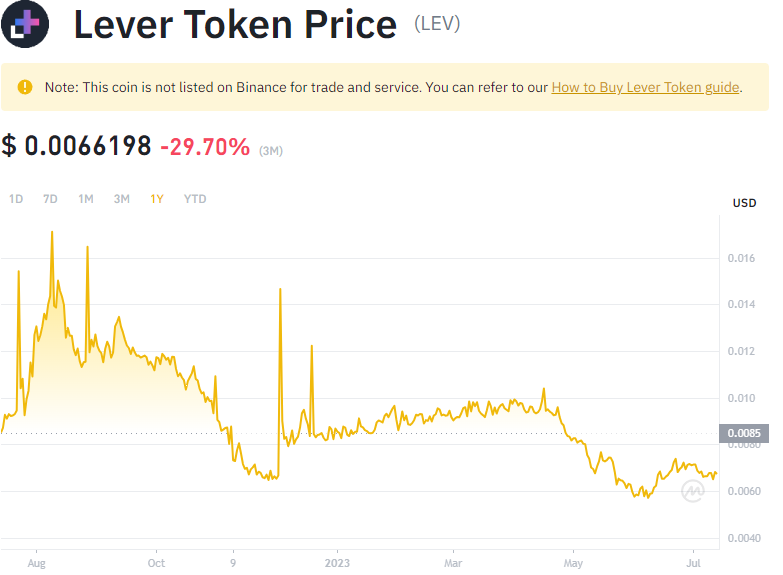 Lever Token Price (LEV)
Note: This coin is not listed on Binance for trade and service. You can refer to our How to Buy Lever Token guide.
$ 0.0066198 -29.70% (3M)
1D 7D 1M 3M 1Y YTD
USD
0.016
0.014
0.012
0.010
0.0085
0.0080
0.0060
0.0040
Aug Oct 9 2023 Mar May Jul